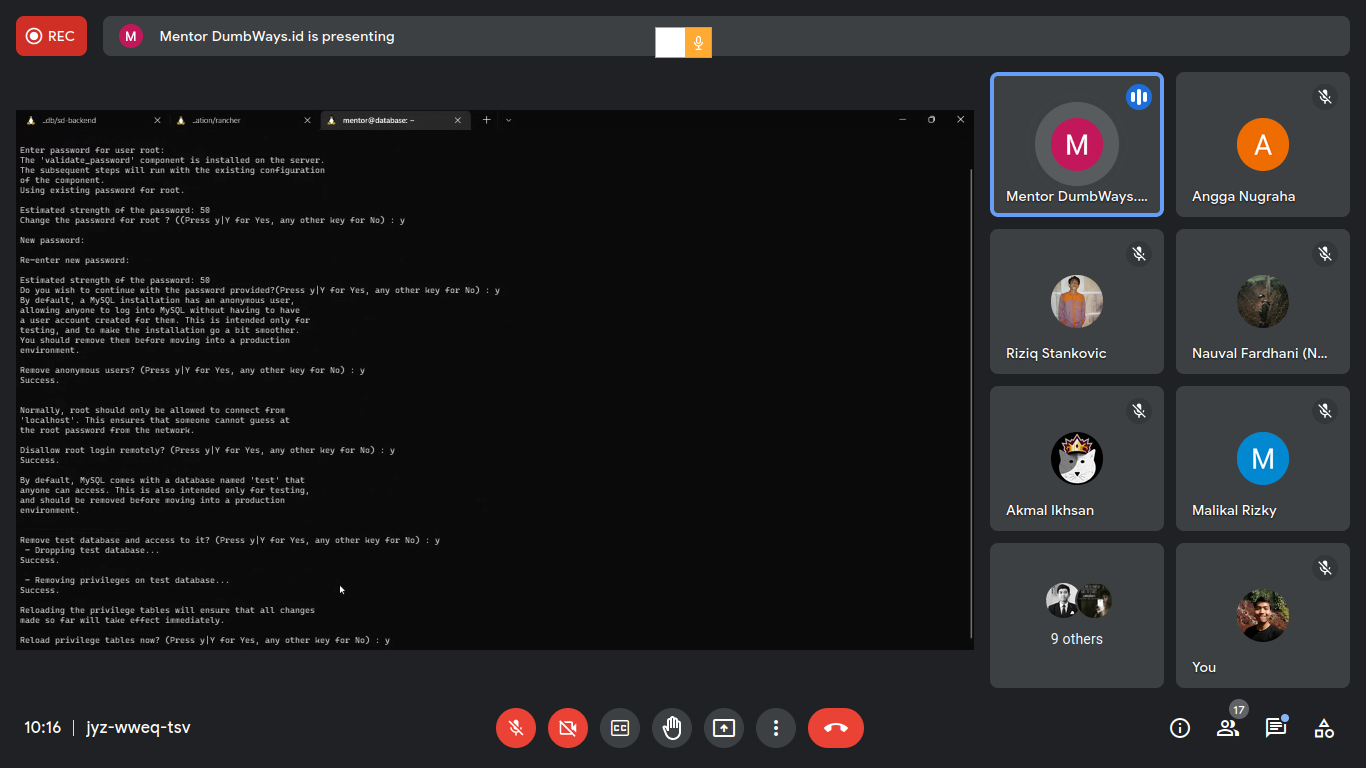 REC
M
Mentor DumbWays.id is presenting
..db/sd-backend
..ation/rancher
mentor@database: ~
Enter password for user root:
The 'validate_password' component is installed on the server.
The subsequent steps will run with the existing configuration
of the component.
Using existing password for root.
Estimated strength of the password: 50
Change the password for root ? ((Press y|Y for Yes, any other key for No) : y
New password:
Re-enter new password:
Estimated strength of the password: 50
Do you wish to continue with the password provided?(Press y|Y for Yes, any other key for No) : y
By default, a MySQL installation has an anonymous user,
allowing anyone to log into MySQL without having to have
a user account created for them. This is intended only for
testing, and to make the installation go a bit smoother.
You should remove them before moving into a production
environment.
Remove anonymous users? (Press y|Y for Yes, any other key for No) : y
Success.
Normally, root should only be allowed to connect from
'localhost'. This ensures that someone cannot guess at
the root password from the network.
Disallow root login remotely? (Press y|Y for Yes, any other key for No) : y
Success.
By default, MySQL comes with a database named 'test' that
anyone can access. This is also intended only for testing,
and should be removed before moving into a production
environment.
Remove test database and access to it? (Press y|Y for Yes, any other key for No) : y
- Dropping test database...
Success.
- Removing privileges on test database...
Success.
Reloading the privilege tables will ensure that all changes
made so far will take effect immediately.
Reload privilege tables now? (Press y|Y for Yes, any other key for No) : y
M
Mentor DumbWays....
A
Angga Nugraha
Riziq Stankovic
Nauval Fardhani (N...
Akmal Ikhsan
M
Malikal Rizky
9 others
You
10:16 | jyz-wweq-tsv
CC
17